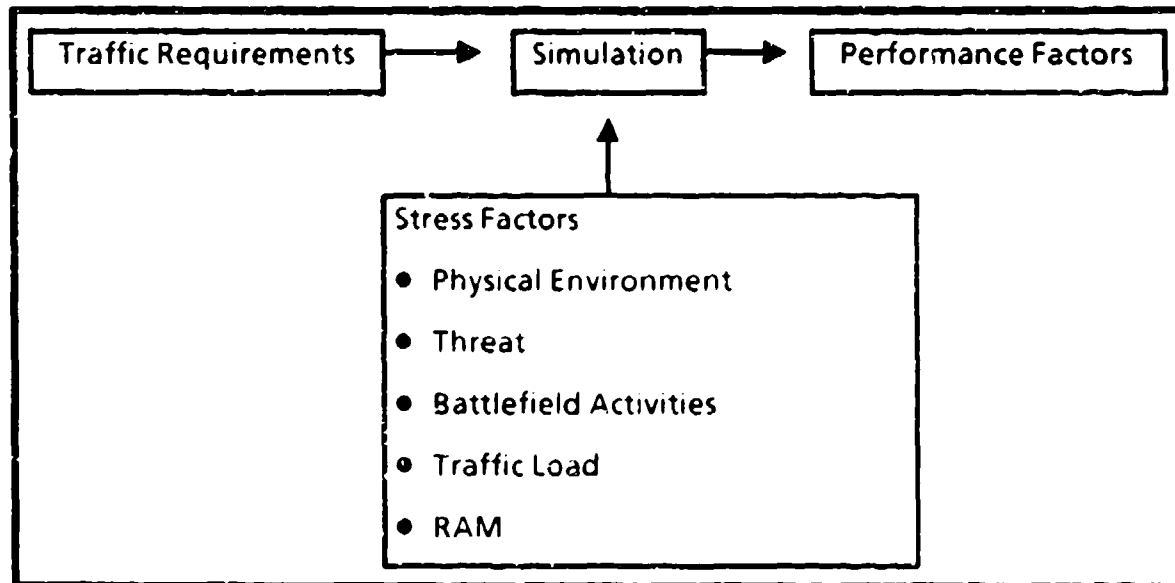 Traffic Requirements
Simulation
Performance Factors
Stress Factors
● Physical Environment
● Threat
● Battlefield Activities
● Traffic Load
● RAM